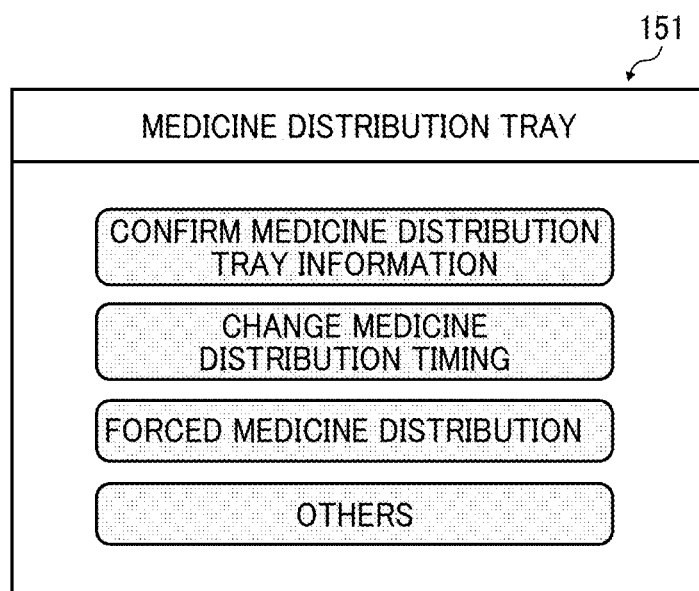 151
MEDICINE DISTRIBUTION TRAY
CONFIRM MEDICINE DISTRIBUTION
TRAY INFORMATION
CHANGE MEDICINE
DISTRIBUTION TIMING
FORCED MEDICINE DISTRIBUTION
OTHERS